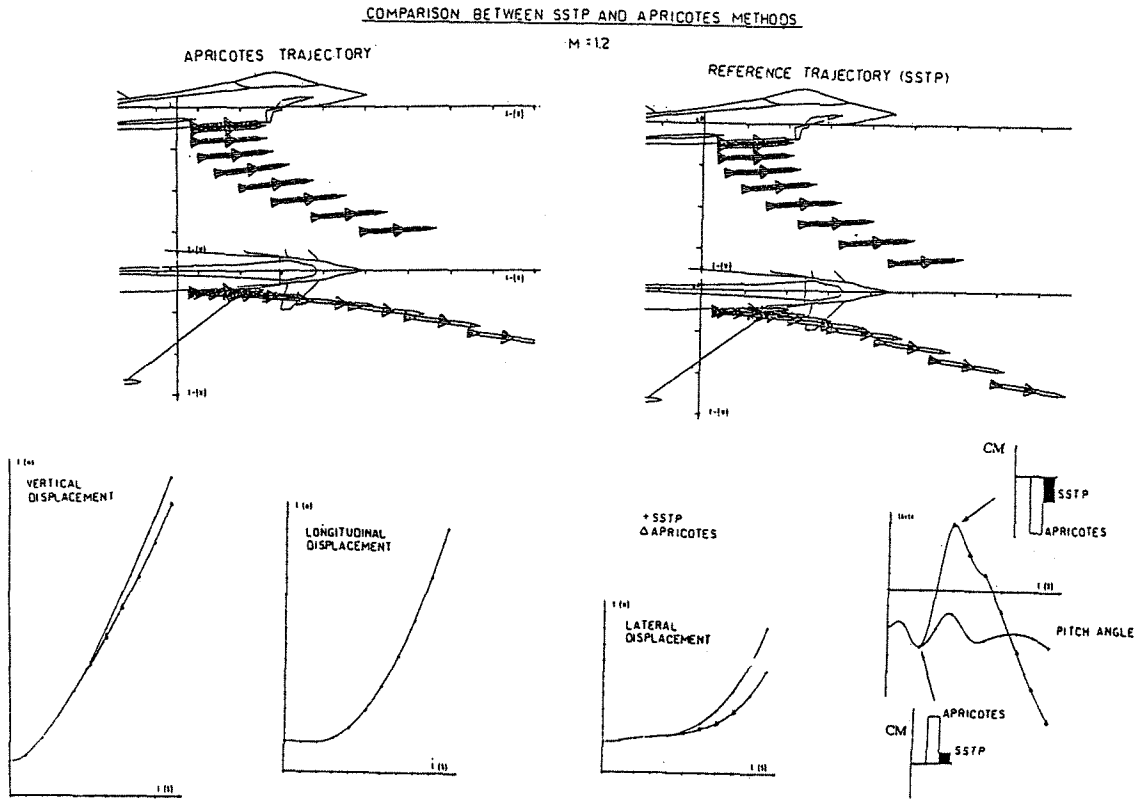 COMPARISON BETWEEN SSTP AND APRICOTES METHODS
M = 1.2
APRICOTES TRAJECTORY
REFERENCE TRAJECTORY (SSTP)
VERTICAL
DISPLACEMENT
LONGITUDINAL
DISPLACEMENT
+ SSTP
△ APRICOTES
LATERAL
DISPLACEMENT
CM
SSTP
APRICOTES
PITCH ANGLE
APRICOTES
CM
SSTP